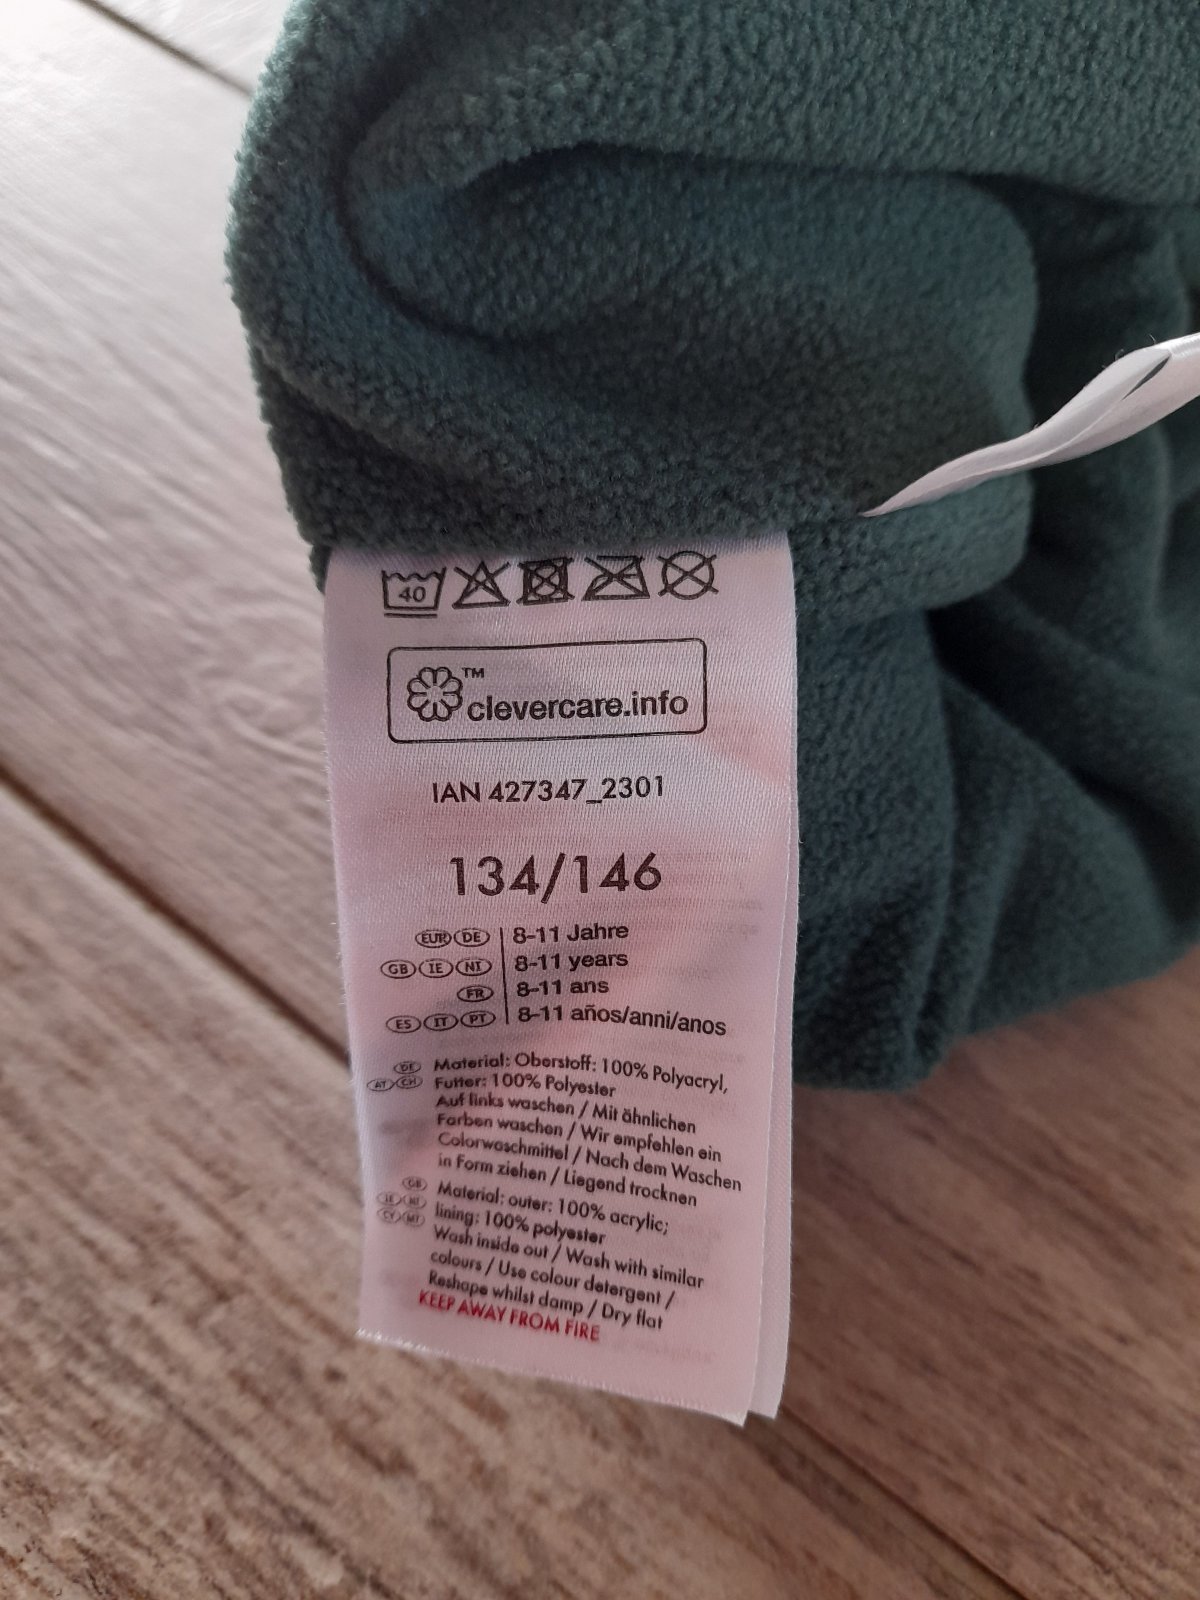 40
TM
clevercare.info
IAN 427347_2301
134/146
EUR DE 8-11 Jahre
GB IE NI 8-11 years
FR 8-11 ans
ES IT PT 8-11 años/anni/anos
DE Material: Oberstoff: 100% Polyacryl,
AT CH Futter: 100% Polyester
Auf links waschen / Mit ähnlichen
Farben waschen / Wir empfehlen ein
Colorwaschmittel / Nach dem Waschen
in Form ziehen / Liegend trocknen
GB Material: outer: 100% acrylic;
IE NI lining: 100% polyester
CY MT Wash inside out / Wash with similar
colours / Use colour detergent /
Reshape whilst damp / Dry flat
KEEP AWAY FROM FIRE